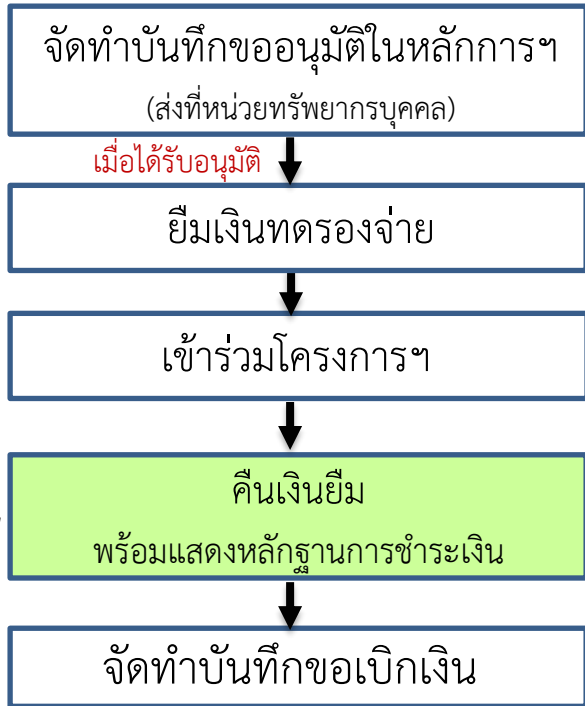 จัดทำบันทึกขออนุมัติในหลักการฯ
(ส่งที่หน่วยทรัพยากรบุคคล)
เมื่อได้รับอนุมัติ
ยืมเงินทดรองจ่าย
เข้าร่วมโครงการฯ
คืนเงินยืม
พร้อมแสดงหลักฐานการชำระเงิน
จัดทำบันทึกขอเบิกเงิน